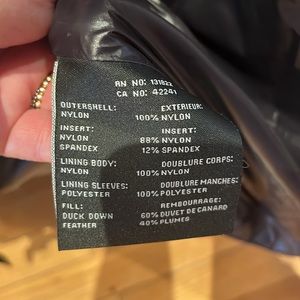 RN NO: 131822
CA NO: 42241
OUTERSHELL: EXTERIEUR:
NYLON 100% NYLON
INSERT: INSERT:
NYLON 88% NYLON
SPANDEX 12% SPANDEX
LINING BODY: DOUBLURE CORPS:
NYLON 100% NYLON
LINING SLEEVES: DOUBLURE MANCHES:
POLYESTER 100% POLYESTER
FILL: REMBOURRAGE:
DUCK DOWN 60% DUVET DE CANARD
FEATHER 40% PLUMES